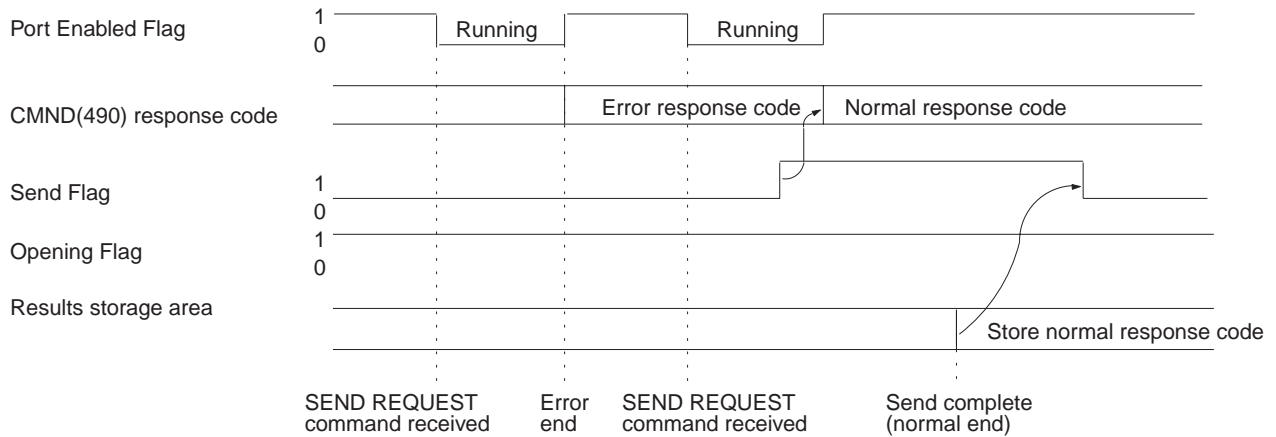 Port Enabled Flag
1
0
Running
Running
CMND(490) response code
Error response code
Normal response code
Send Flag
1
0
Opening Flag
1
0
Results storage area
Store normal response code
SEND REQUEST
command received
Error
end
SEND REQUEST
command received
Send complete
(normal end)